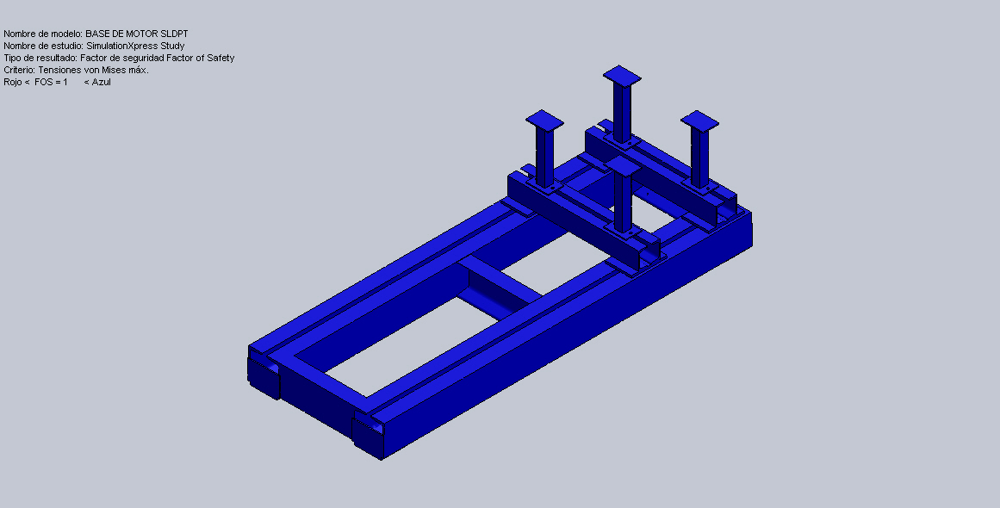 Nombre de modelo: BASE DE MOTOR SLDPT
Nombre de estudio: SimulationXpress Study
Tipo de resultado: Factor de seguridad Factor of Safety
Criterio: Tensiones von Mises máx.
Rojo < FOS = 1 < Azul